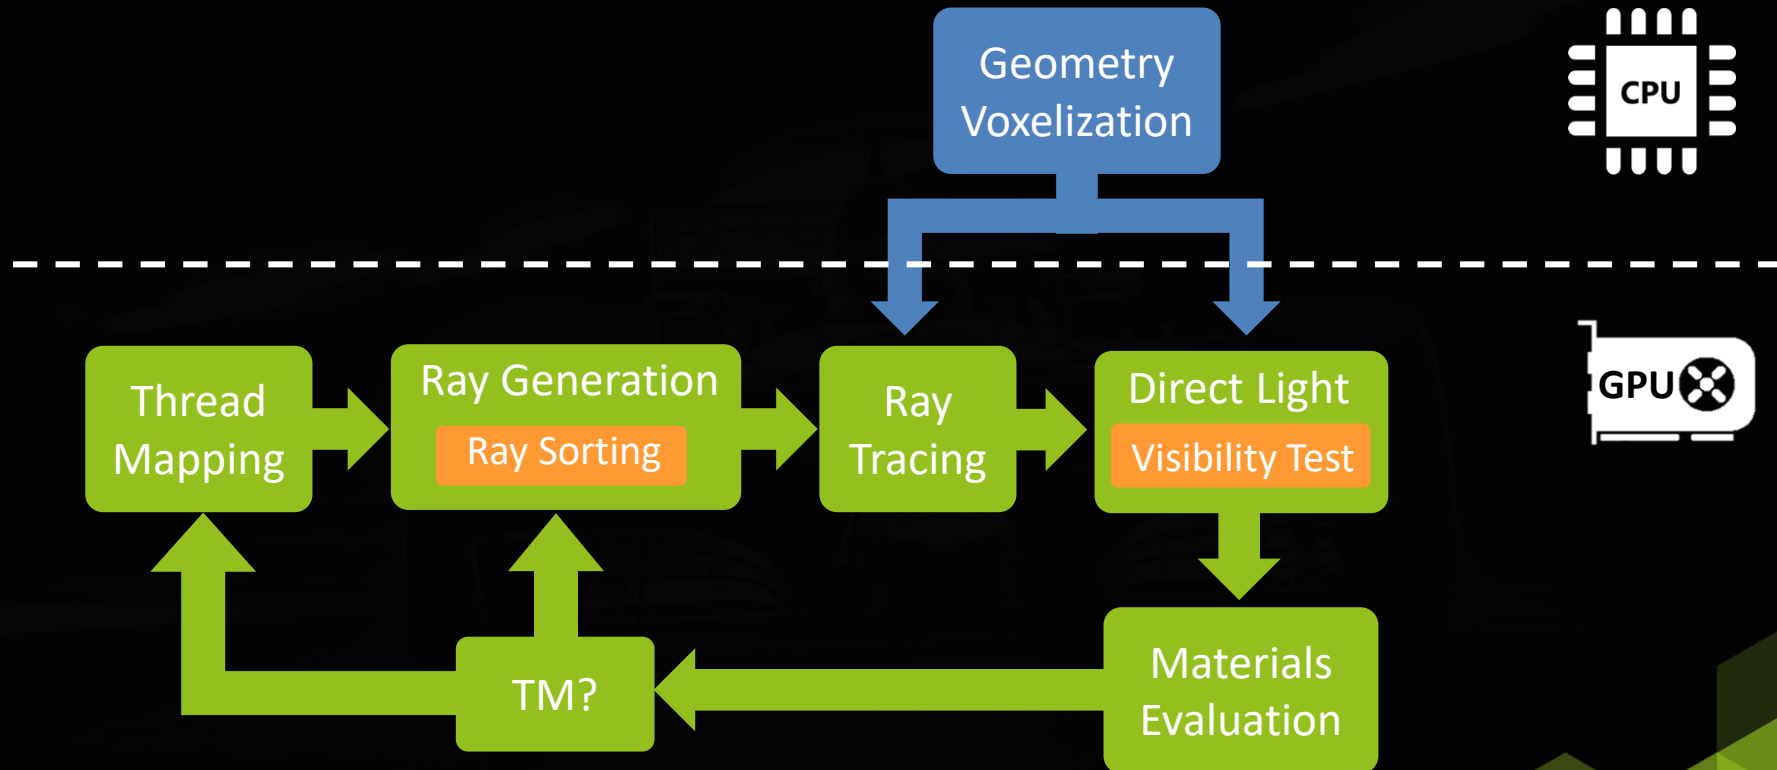 Geometry
Voxelization
CPU
Thread
Mapping
Ray Generation
Ray Sorting
Ray
Tracing
Direct Light
Visibility Test
GPU
TM?
Materials
Evaluation